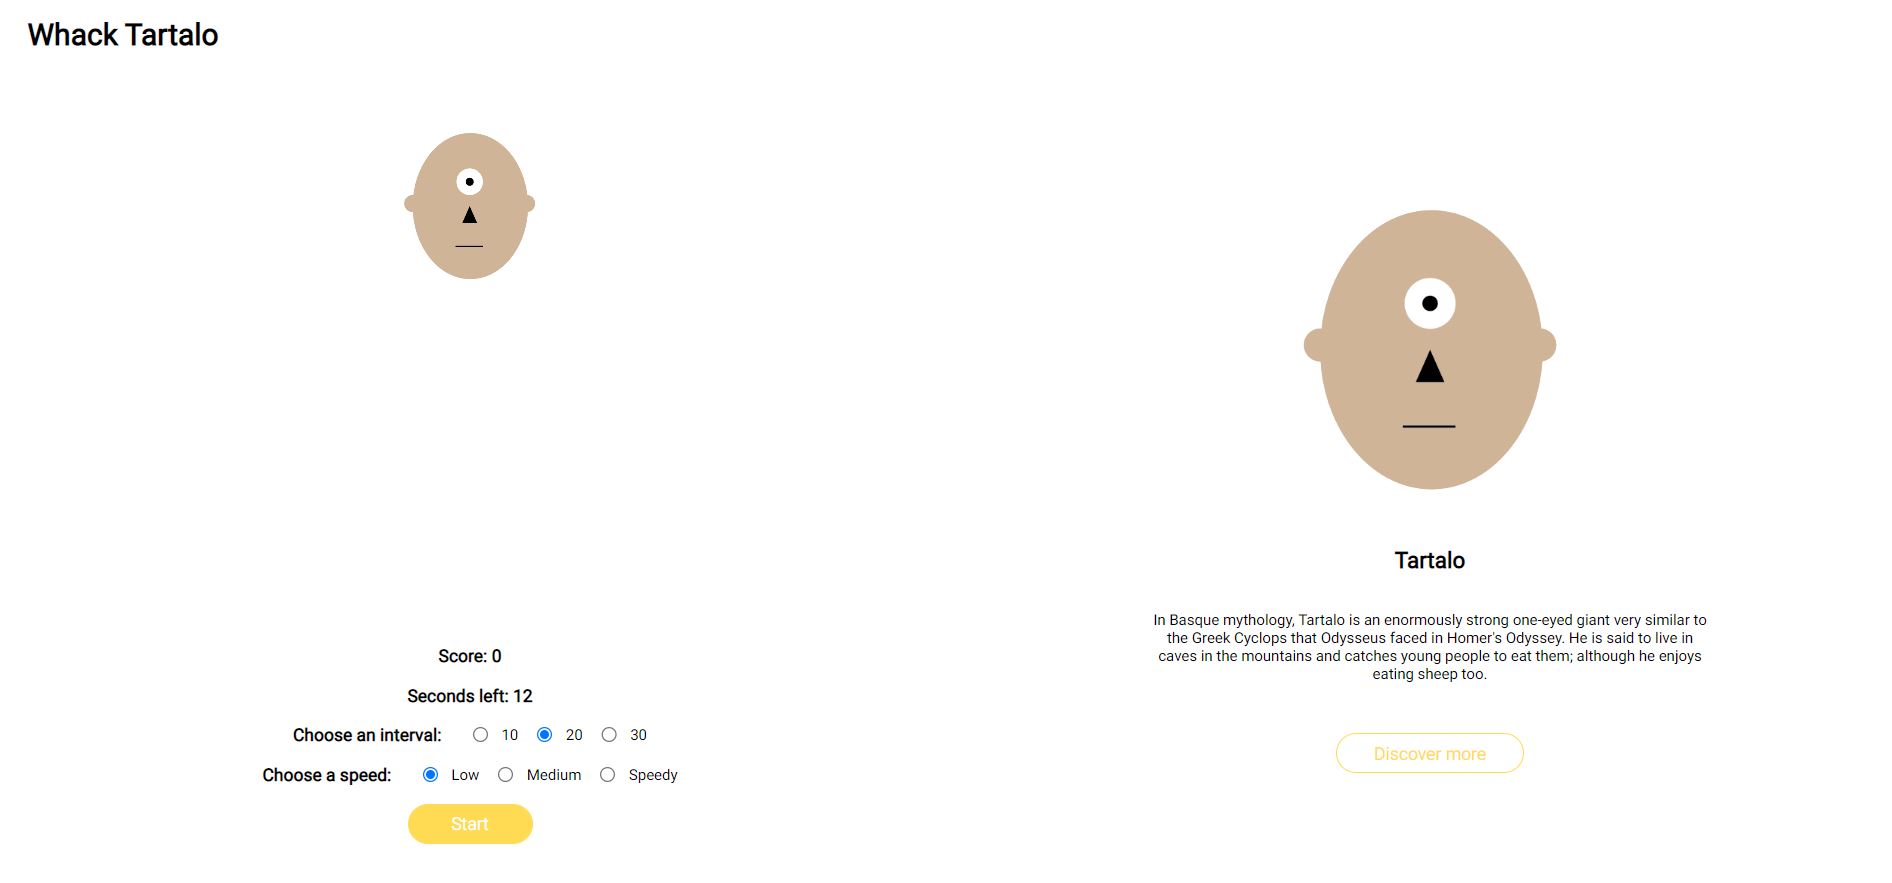 Whack Tartalo
Score: 0
Seconds left: 12
Choose an interval: 10 20 30
Choose a speed: Low Medium Speedy
Start
Tartalo
In Basque mythology, Tartalo is an enormously strong one-eyed giant very similar to
the Greek Cyclops that Odysseus faced in Homer's Odyssey. He is said to live in
caves in the mountains and catches young people to eat them; although he enjoys
eating sheep too.
Discover more